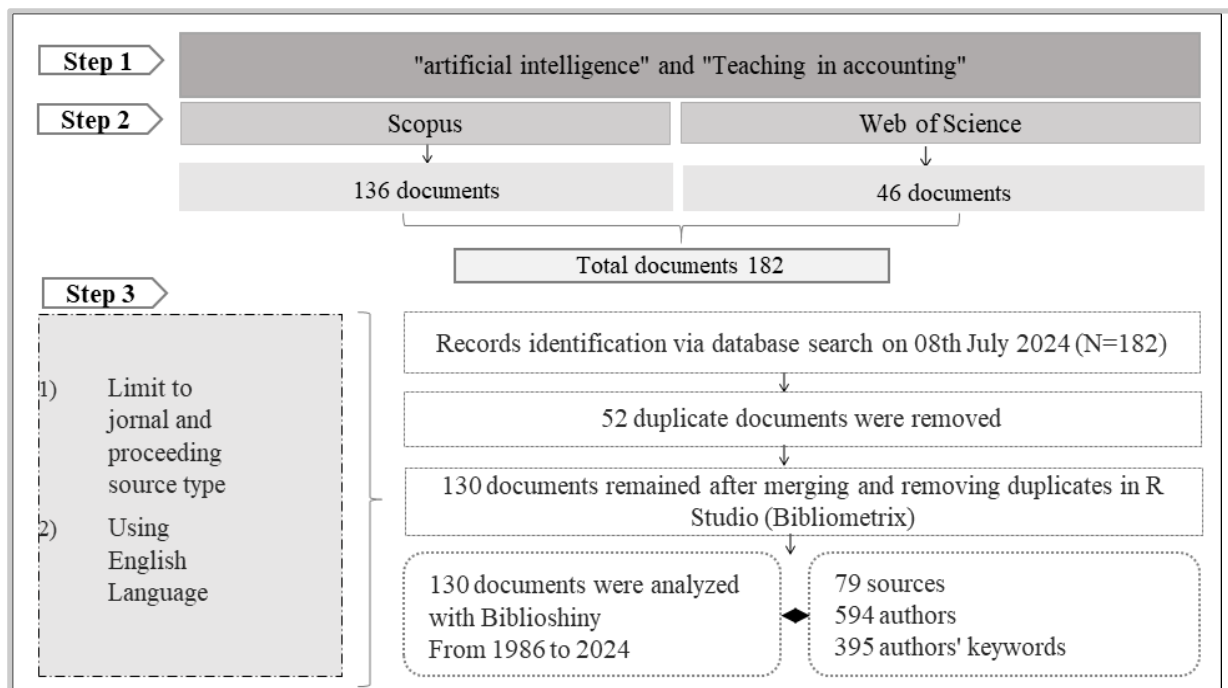 Step 1
"artificial intelligence" and "Teaching in accounting"
Step 2
Scopus
Web of Science
136 documents
46 documents
Total documents 182
Step 3
1) Limit to
jornal and
proceeding
source type
2) Using
English
Language
Records identification via database search on 08th July 2024 (N=182)
52 duplicate documents were removed
130 documents remained after merging and removing duplicates in R
Studio (Bibliometrix)
130 documents were analyzed
with Biblioshiny
From 1986 to 2024
79 sources
594 authors
395 authors' keywords